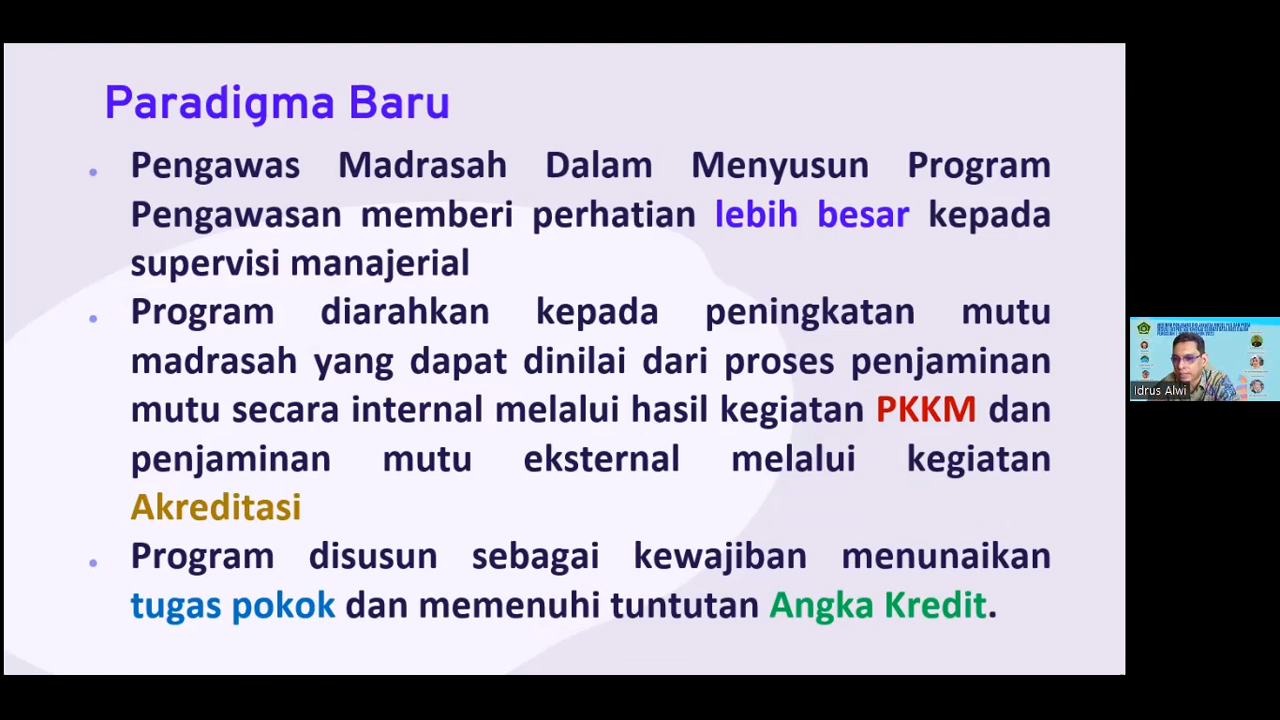 Paradigma Baru
Pengawas Madrasah Dalam Menyusun Program
Pengawasan memberi perhatian lebih besar kepada
supervisi manajerial
Program diarahkan kepada peningkatan mutu
madrasah yang dapat dinilai dari proses penjaminan
mutu secara internal melalui hasil kegiatan PKKM dan
penjaminan mutu eksternal melalui kegiatan
Akreditasi
Program disusun sebagai kewajiban menunaikan
tugas pokok dan memenuhi tuntutan Angka Kredit.
Idrus Alwi